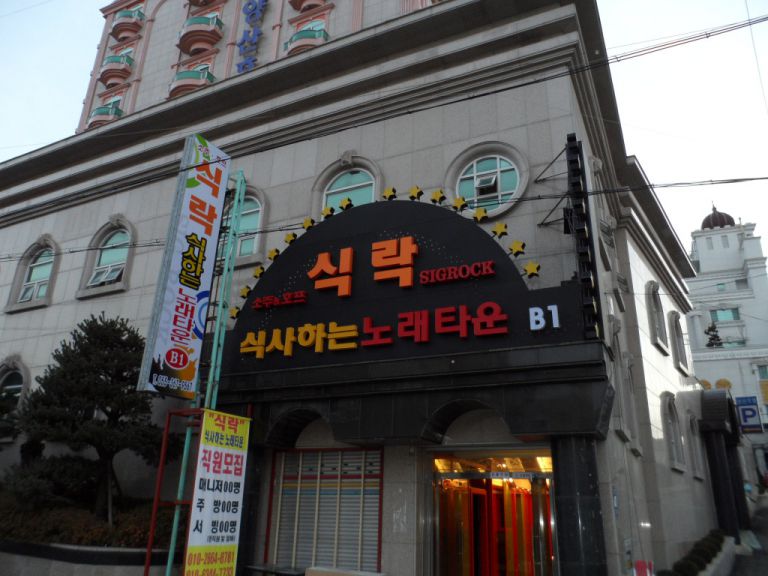 양산호
식락
SIGROCK
소주&호프
식사하는노래타운 B1
식락
식사하는
노래타운
B1
"식락"
식사하는 노래타운
직원모집
매니저00명
주 방00명
서 빙00명
P